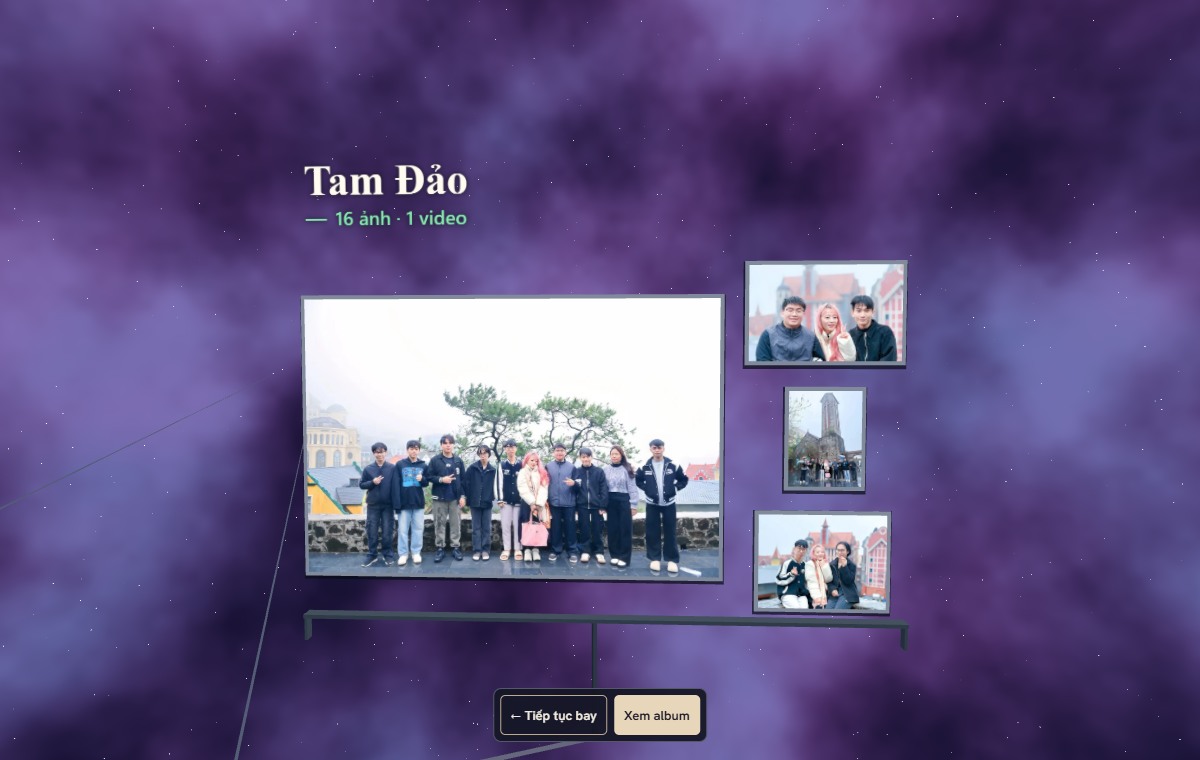 Tam Đảo
— 16 ảnh · 1 video
← Tiếp tục bay
Xem album